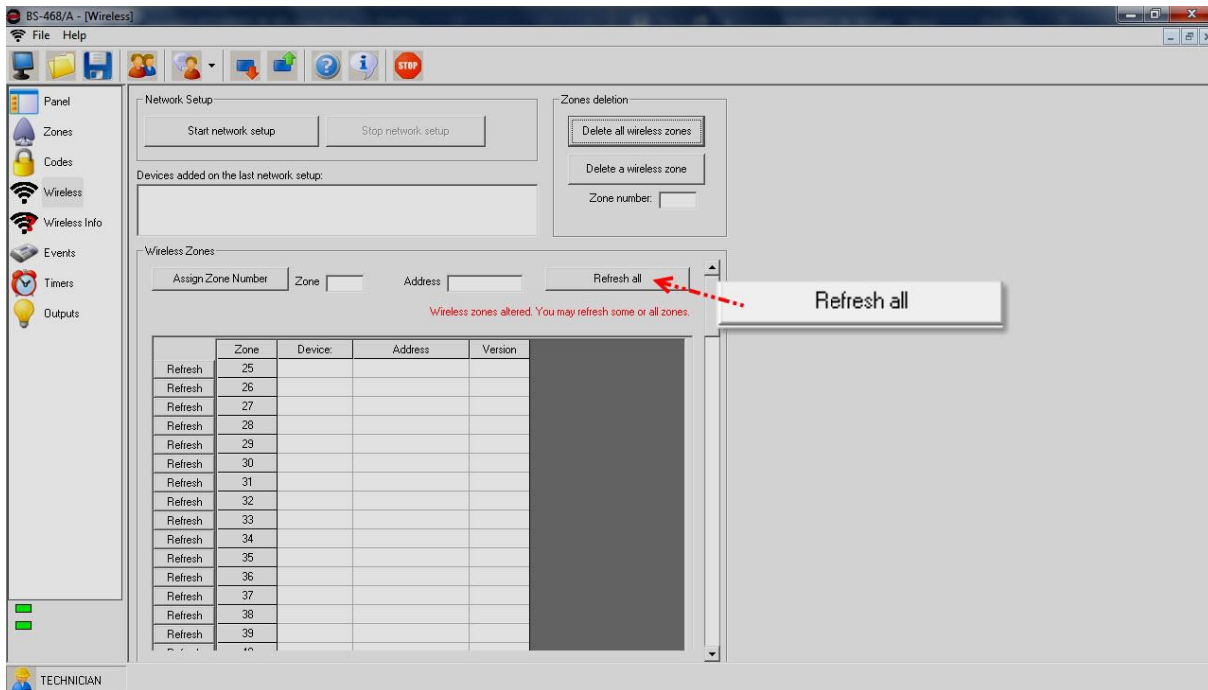 BS-468/A - [Wireless]
File Help
STOP
Panel
Zones
Codes
Wireless
Wireless Info
Events
Timers
Outputs
Network Setup
Start network setup Stop network setup
Devices added on the last network setup:
Zones deletion
Delete all wireless zones
Delete a wireless zone
Zone number:
Wireless Zones
Assign Zone Number Zone Address Refresh all
Refresh all
Wireless zones altered. You may refresh some or all zones.
Zone Device: Address Version
Refresh 25
Refresh 26
Refresh 27
Refresh 28
Refresh 29
Refresh 30
Refresh 31
Refresh 32
Refresh 33
Refresh 34
Refresh 35
Refresh 36
Refresh 37
Refresh 38
Refresh 39
TECHNICIAN